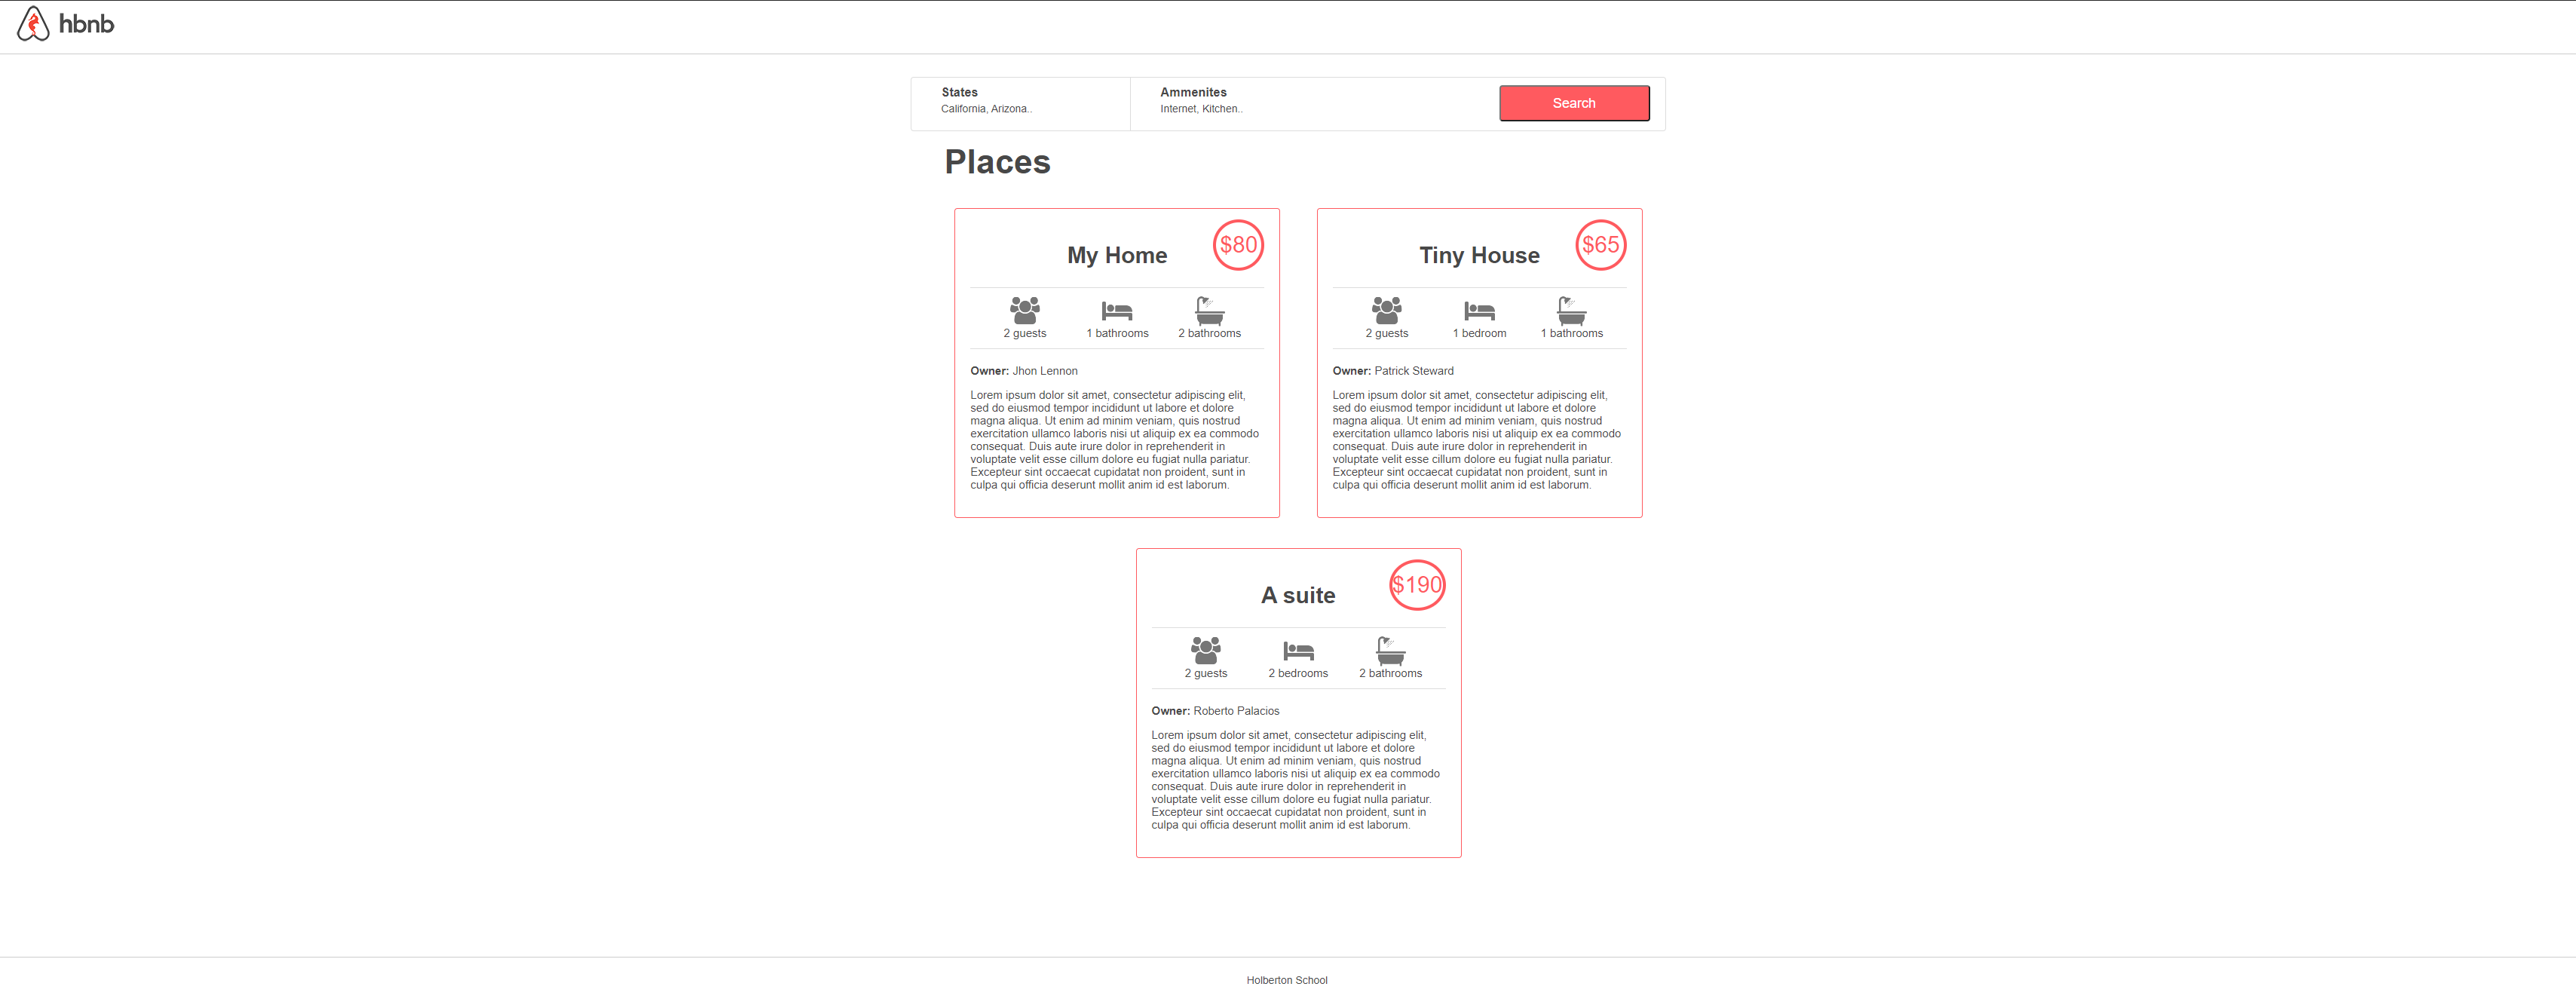 hbnb
States
California, Arizona..
Ammenites
Internet, Kitchen..
Search
Places
My Home
$80
2 guests
1 bathrooms
2 bathrooms
Owner: Jhon Lennon
Lorem ipsum dolor sit amet, consectetur adipiscing elit,
sed do eiusmod tempor incididunt ut labore et dolore
magna aliqua. Ut enim ad minim veniam, quis nostrud
exercitation ullamco laboris nisi ut aliquip ex ea commodo
consequat. Duis aute irure dolor in reprehenderit in
voluptate velit esse cillum dolore eu fugiat nulla pariatur.
Excepteur sint occaecat cupidatat non proident, sunt in
culpa qui officia deserunt mollit anim id est laborum.
Tiny House
$65
2 guests
1 bedroom
1 bathrooms
Owner: Patrick Steward
Lorem ipsum dolor sit amet, consectetur adipiscing elit,
sed do eiusmod tempor incididunt ut labore et dolore
magna aliqua. Ut enim ad minim veniam, quis nostrud
exercitation ullamco laboris nisi ut aliquip ex ea commodo
consequat. Duis aute irure dolor in reprehenderit in
voluptate velit esse cillum dolore eu fugiat nulla pariatur.
Excepteur sint occaecat cupidatat non proident, sunt in
culpa qui officia deserunt mollit anim id est laborum.
A suite
$190
2 guests
2 bedrooms
2 bathrooms
Owner: Roberto Palacios
Lorem ipsum dolor sit amet, consectetur adipiscing elit,
sed do eiusmod tempor incididunt ut labore et dolore
magna aliqua. Ut enim ad minim veniam, quis nostrud
exercitation ullamco laboris nisi ut aliquip ex ea commodo
consequat. Duis aute irure dolor in reprehenderit in
voluptate velit esse cillum dolore eu fugiat nulla pariatur.
Excepteur sint occaecat cupidatat non proident, sunt in
culpa qui officia deserunt mollit anim id est laborum.
Holberton School